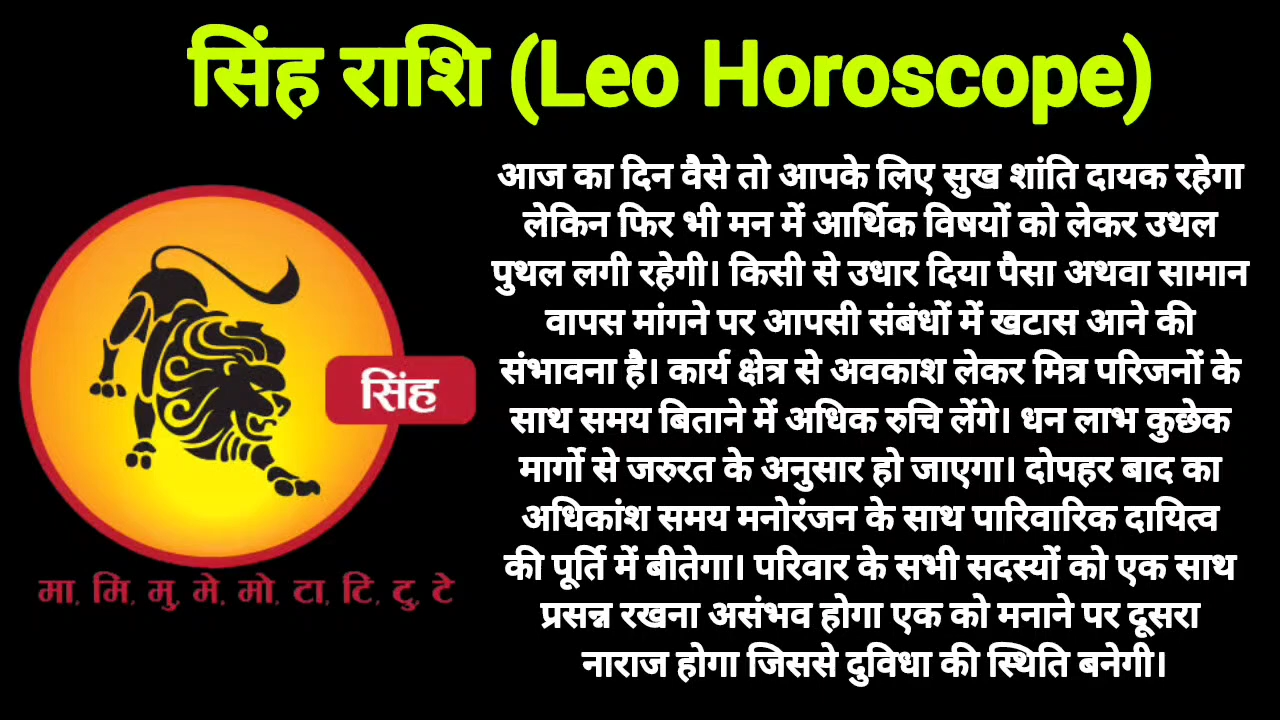 सिंह राशि (Leo Horoscope)
आज का दिन वैसे तो आपके लिए सुख शांति दायक रहेगा
लेकिन फिर भी मन में आर्थिक विषयों को लेकर उथल
पुथल लगी रहेगी। किसी से उधार दिया पैसा अथवा सामान
वापस मांगने पर आपसी संबंधों में खटास आने की
संभावना है। कार्य क्षेत्र से अवकाश लेकर मित्र परिजनों के
साथ समय बिताने में अधिक रुचि लेंगे। धन लाभ कुछेक
मार्गो से जरुरत के अनुसार हो जाएगा। दोपहर बाद का
अधिकांश समय मनोरंजन के साथ पारिवारिक दायित्व
की पूर्ति में बीतेगा। परिवार के सभी सदस्यों को एक साथ
प्रसन्न रखना असंभव होगा एक को मनाने पर दूसरा
नाराज होगा जिससे दुविधा की स्थिति बनेगी।
सिंह
मा, मि, मु, मे, मो, टा, टि, टु, टे